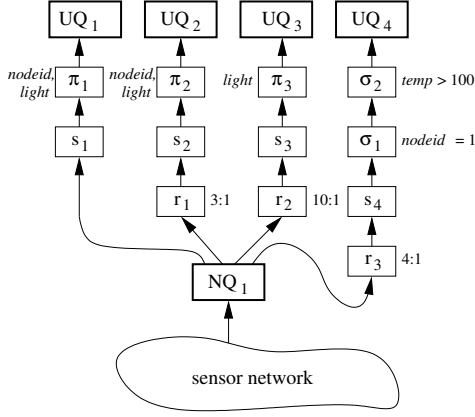 UQ1 UQ2 UQ3 UQ4
nodeid, light π1 nodeid, light π2 light π3 σ2 temp > 100
s1 s2 s3 σ1 nodeid = 1
r1 3:1 r2 10:1 s4
NQ1 r3 4:1
sensor network